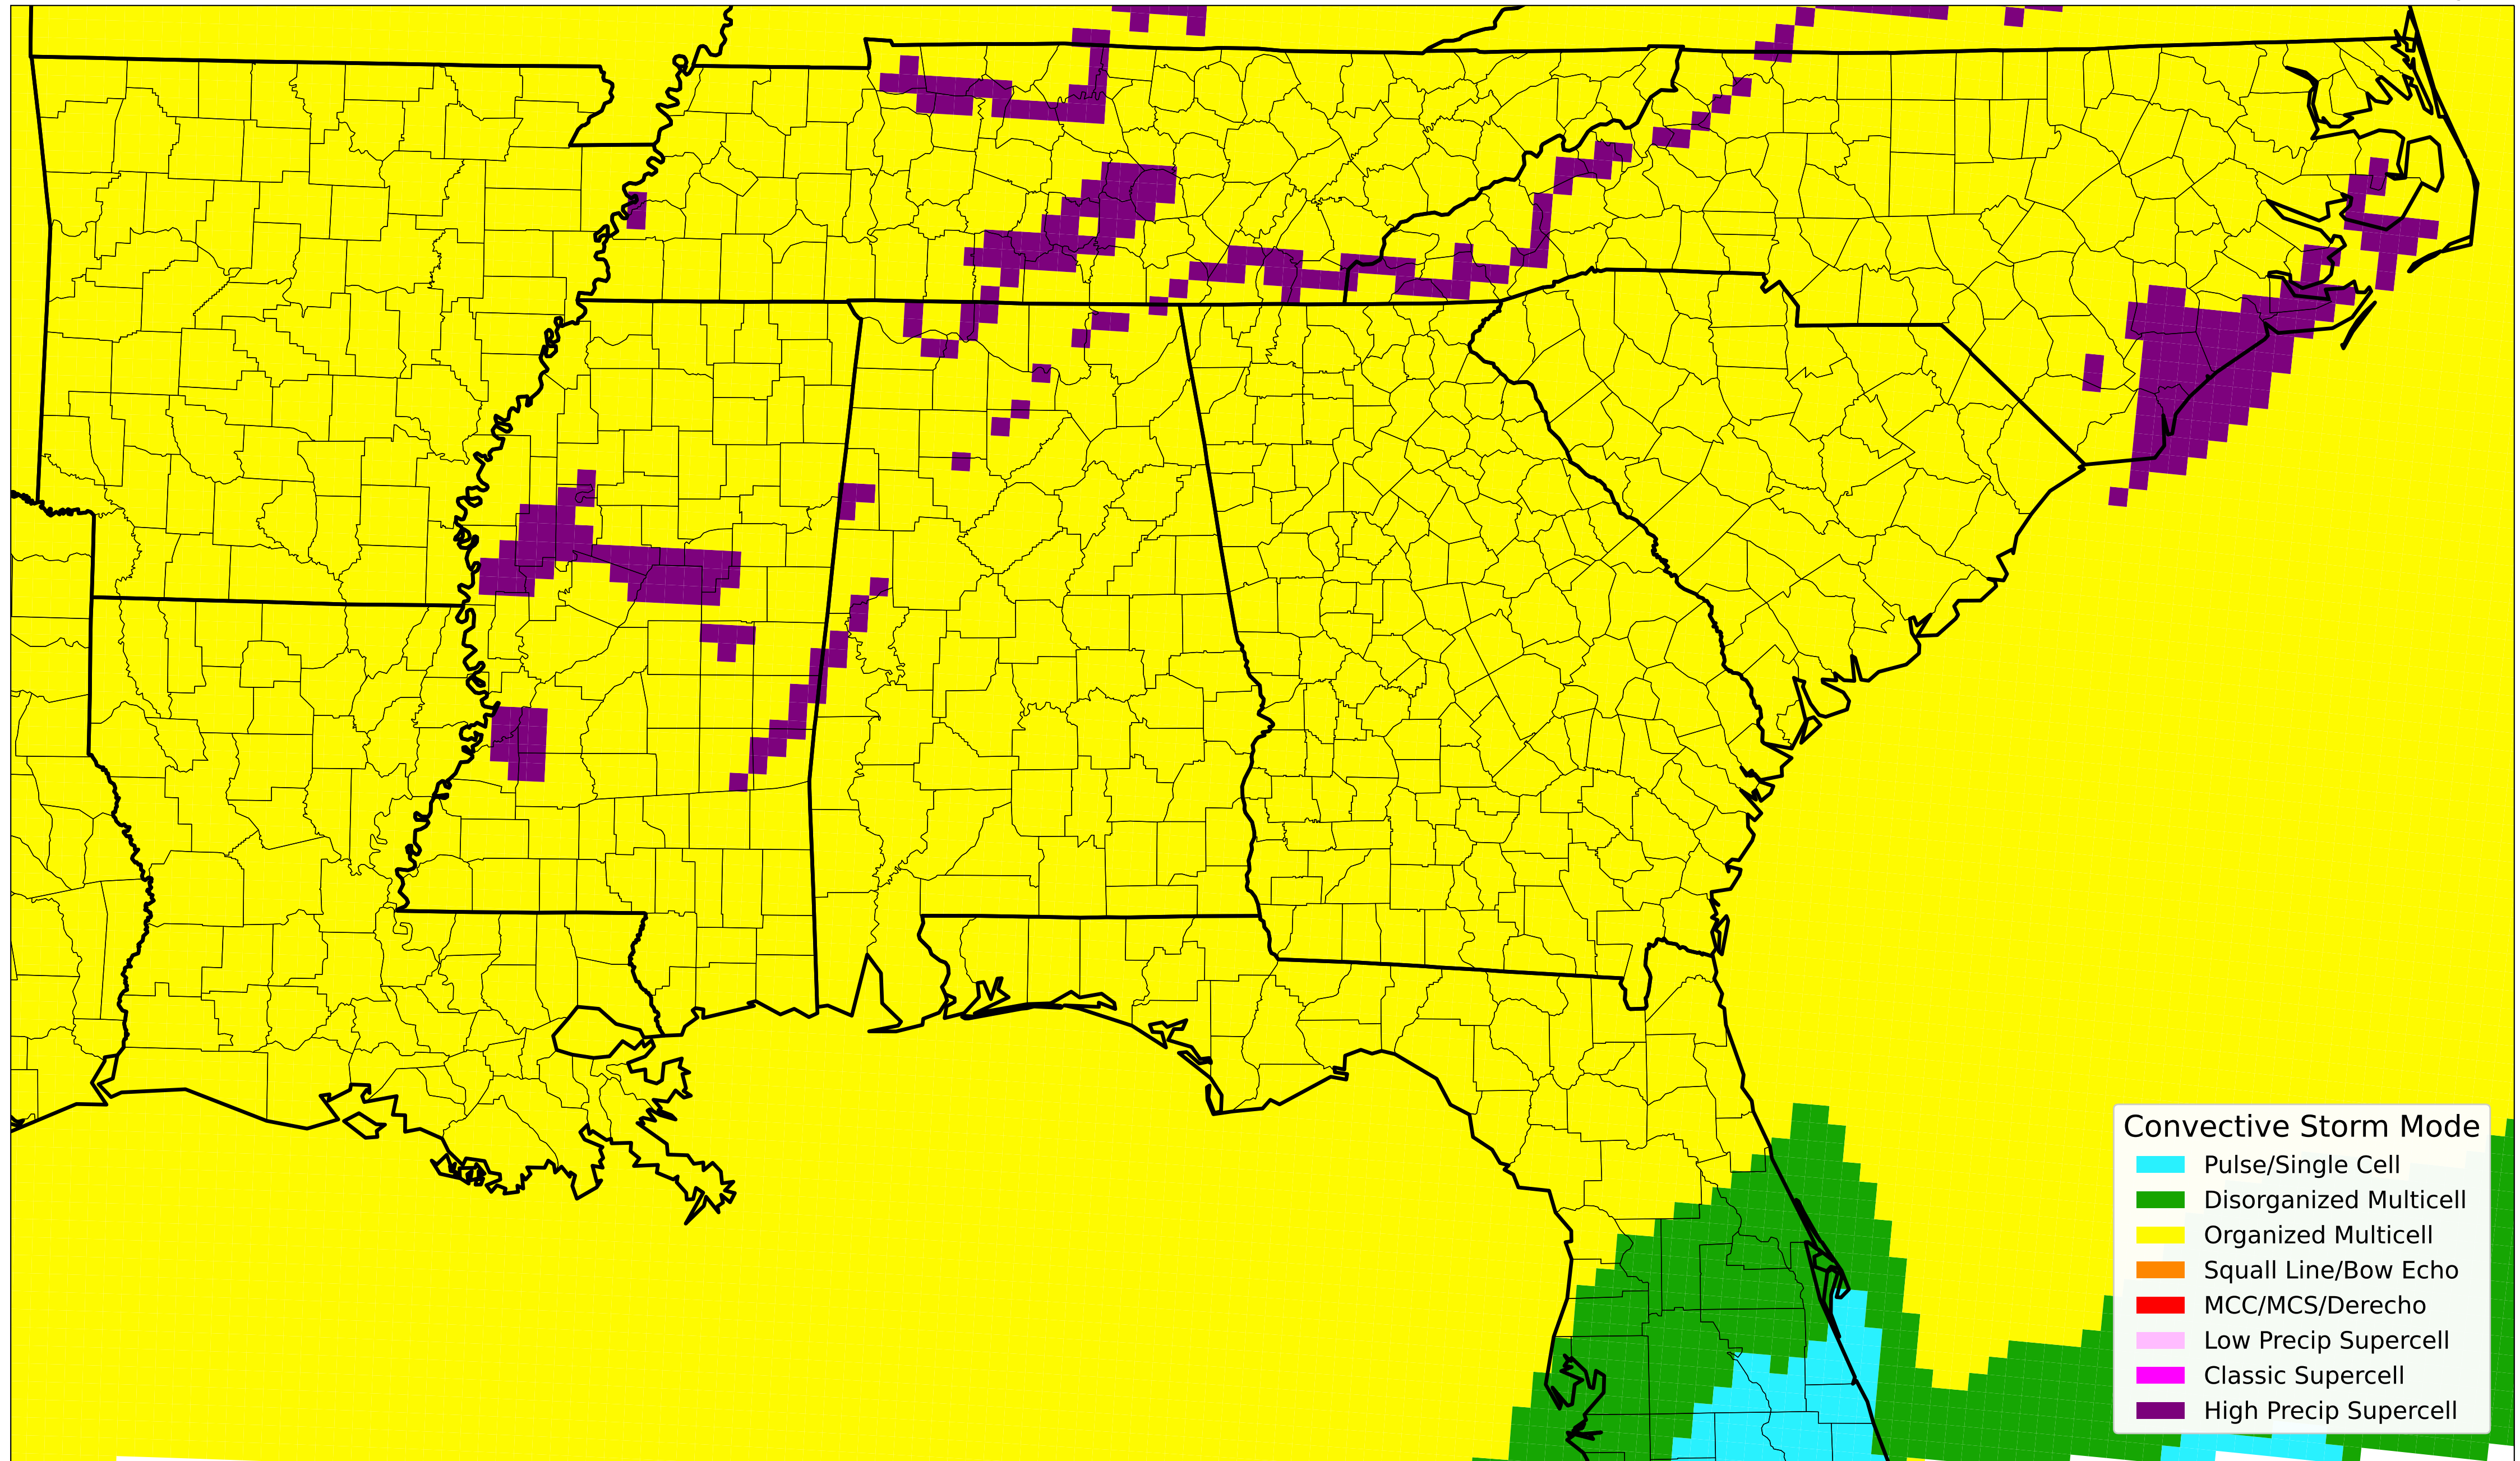 Convective Storm Mode
Pulse/Single Cell
Disorganized Multicell
Organized Multicell
Squall Line/Bow Echo
MCC/MCS/Derecho
Low Precip Supercell
Classic Supercell
High Precip Supercell